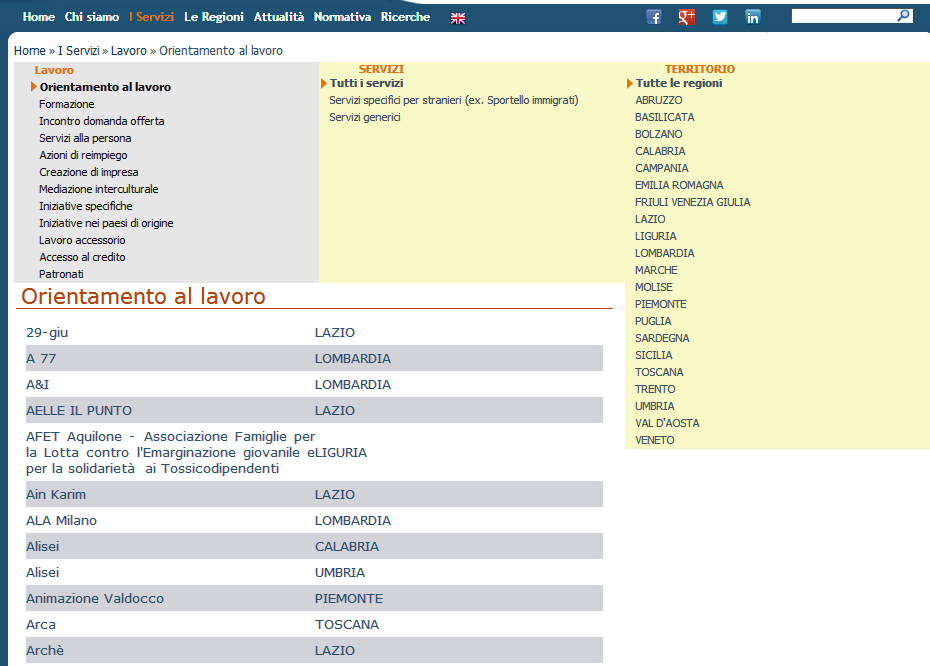 Home Chi siamo I Servizi Le Regioni Attualità Normativa Ricerche
Home » I Servizi » Lavoro » Orientamento al lavoro
Lavoro
Orientamento al lavoro
Formazione
Incontro domanda offerta
Servizi alla persona
Azioni di reimpiego
Creazione di impresa
Mediazione interculturale
Iniziative specifiche
Iniziative nei paesi di origine
Lavoro accessorio
Accesso al credito
Patronati
SERVIZI
Tutti i servizi
Servizi specifici per stranieri (ex. Sportello immigrati)
Servizi generici
TERRITORIO
Tutte le regioni
ABRUZZO
BASILICATA
BOLZANO
CALABRIA
CAMPANIA
EMILIA ROMAGNA
FRIULI VENEZIA GIULIA
LAZIO
LIGURIA
LOMBARDIA
MARCHE
MOLISE
PIEMONTE
PUGLIA
SARDEGNA
SICILIA
TOSCANA
TRENTO
UMBRIA
VAL D'AOSTA
VENETO
Orientamento al lavoro
29-giu LAZIO
A 77 LOMBARDIA
A&I LOMBARDIA
AELLE IL PUNTO LAZIO
AFET Aquilone - Associazione Famiglie per
la Lotta contro l'Emarginazione giovanile e LIGURIA
per la solidarietà ai Tossicodipendenti
Ain Karim LAZIO
ALA Milano LOMBARDIA
Alisei CALABRIA
Alisei UMBRIA
Animazione Valdocco PIEMONTE
Arca TOSCANA
Archè LAZIO